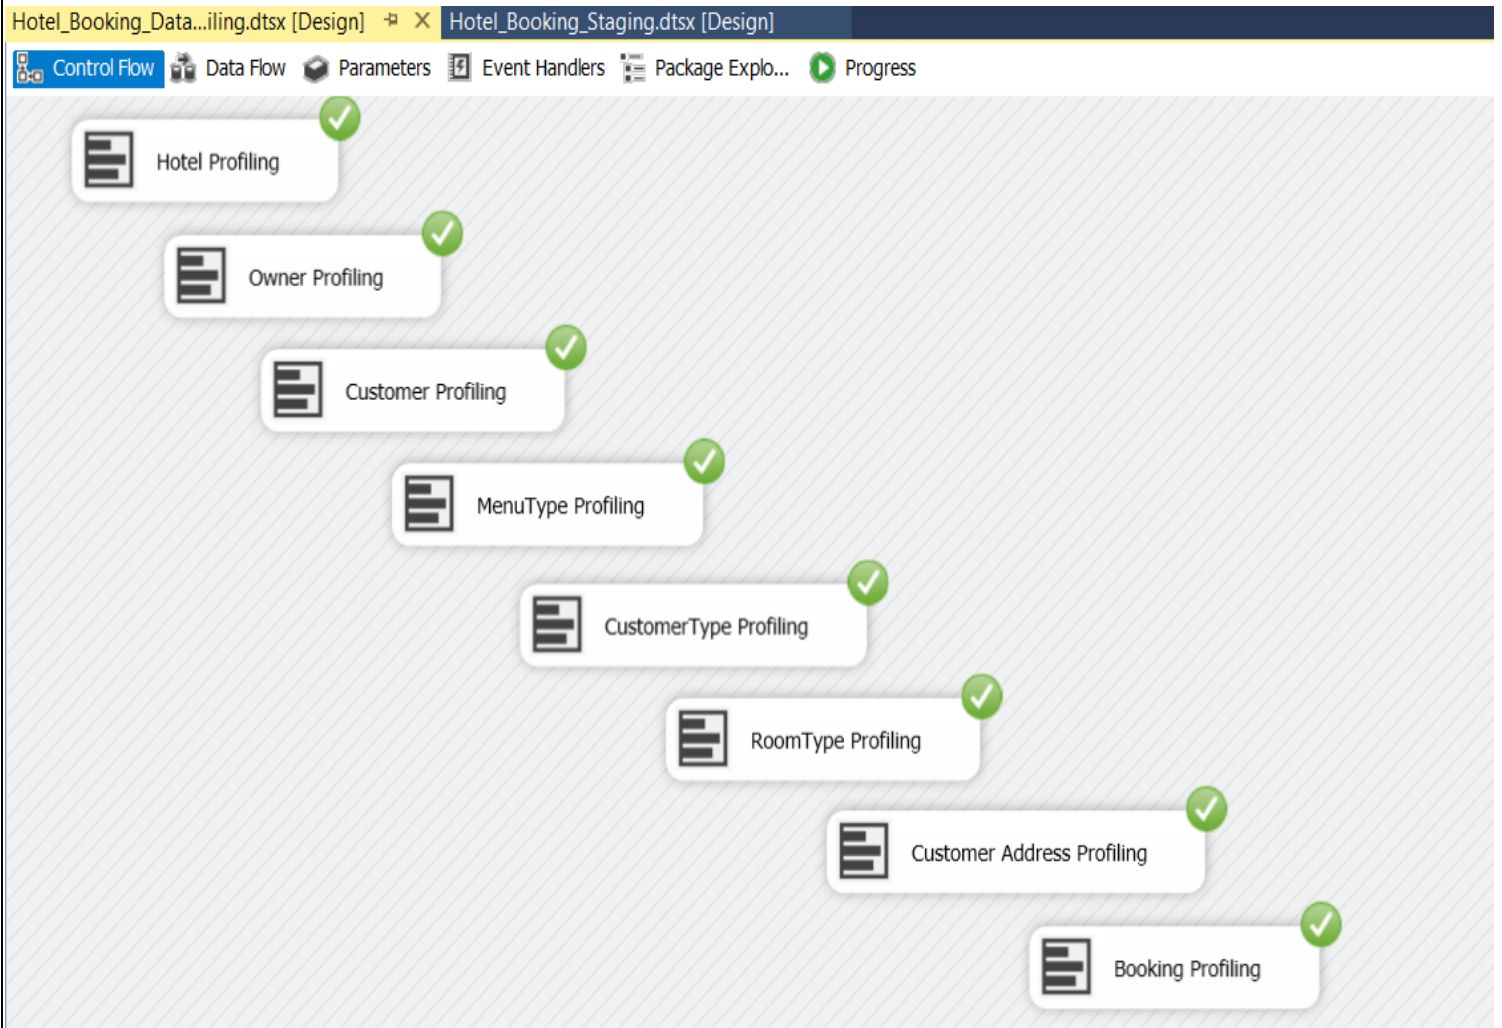 Hotel_Booking_Data...iling.dtsx [Design] Hotel_Booking_Staging.dtsx [Design]
Control Flow Data Flow Parameters Event Handlers Package Explo... Progress
Hotel Profiling
Owner Profiling
Customer Profiling
MenuType Profiling
CustomerType Profiling
RoomType Profiling
Customer Address Profiling
Booking Profiling